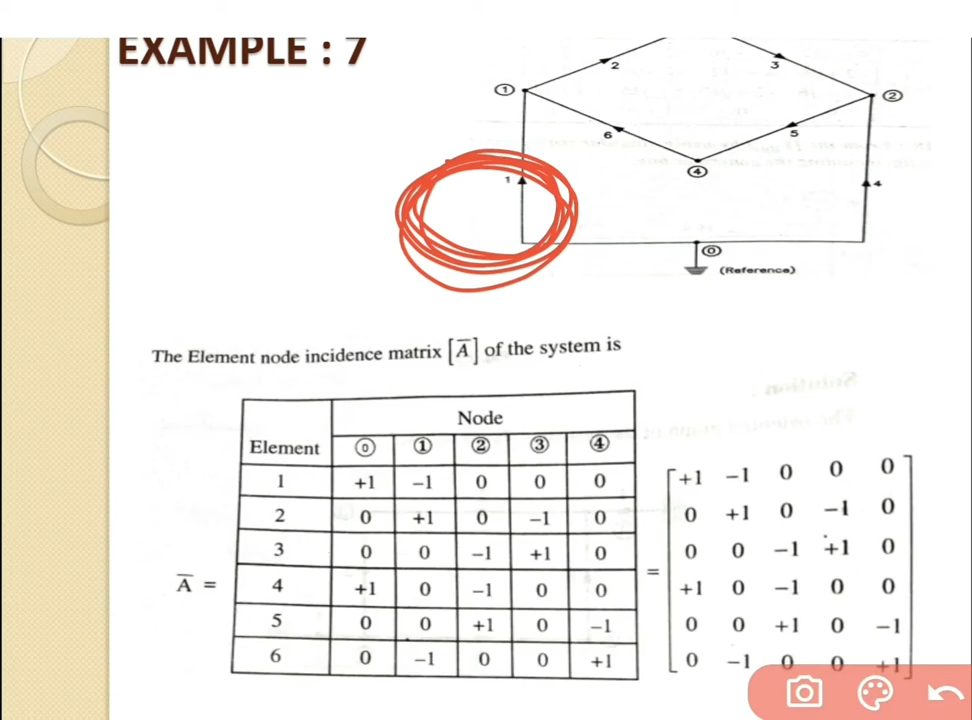 EXAMPLE : 7
2
3
①
②
6
5
④
1
4
⓪
(Reference)
The Element node incidence matrix [A̅] of the system is
Element Node
⓪ ① ② ③ ④
1 +1 −1 0 0 0
2 0 +1 0 −1 0
3 0 0 −1 +1 0
4 +1 0 −1 0 0
5 0 0 +1 0 −1
6 0 −1 0 0 +1
A̅ =
=
+1 −1 0 0 0
0 +1 0 −1 0
0 0 −1 +1 0
+1 0 −1 0 0
0 0 +1 0 −1
0 −1 0 0 +1